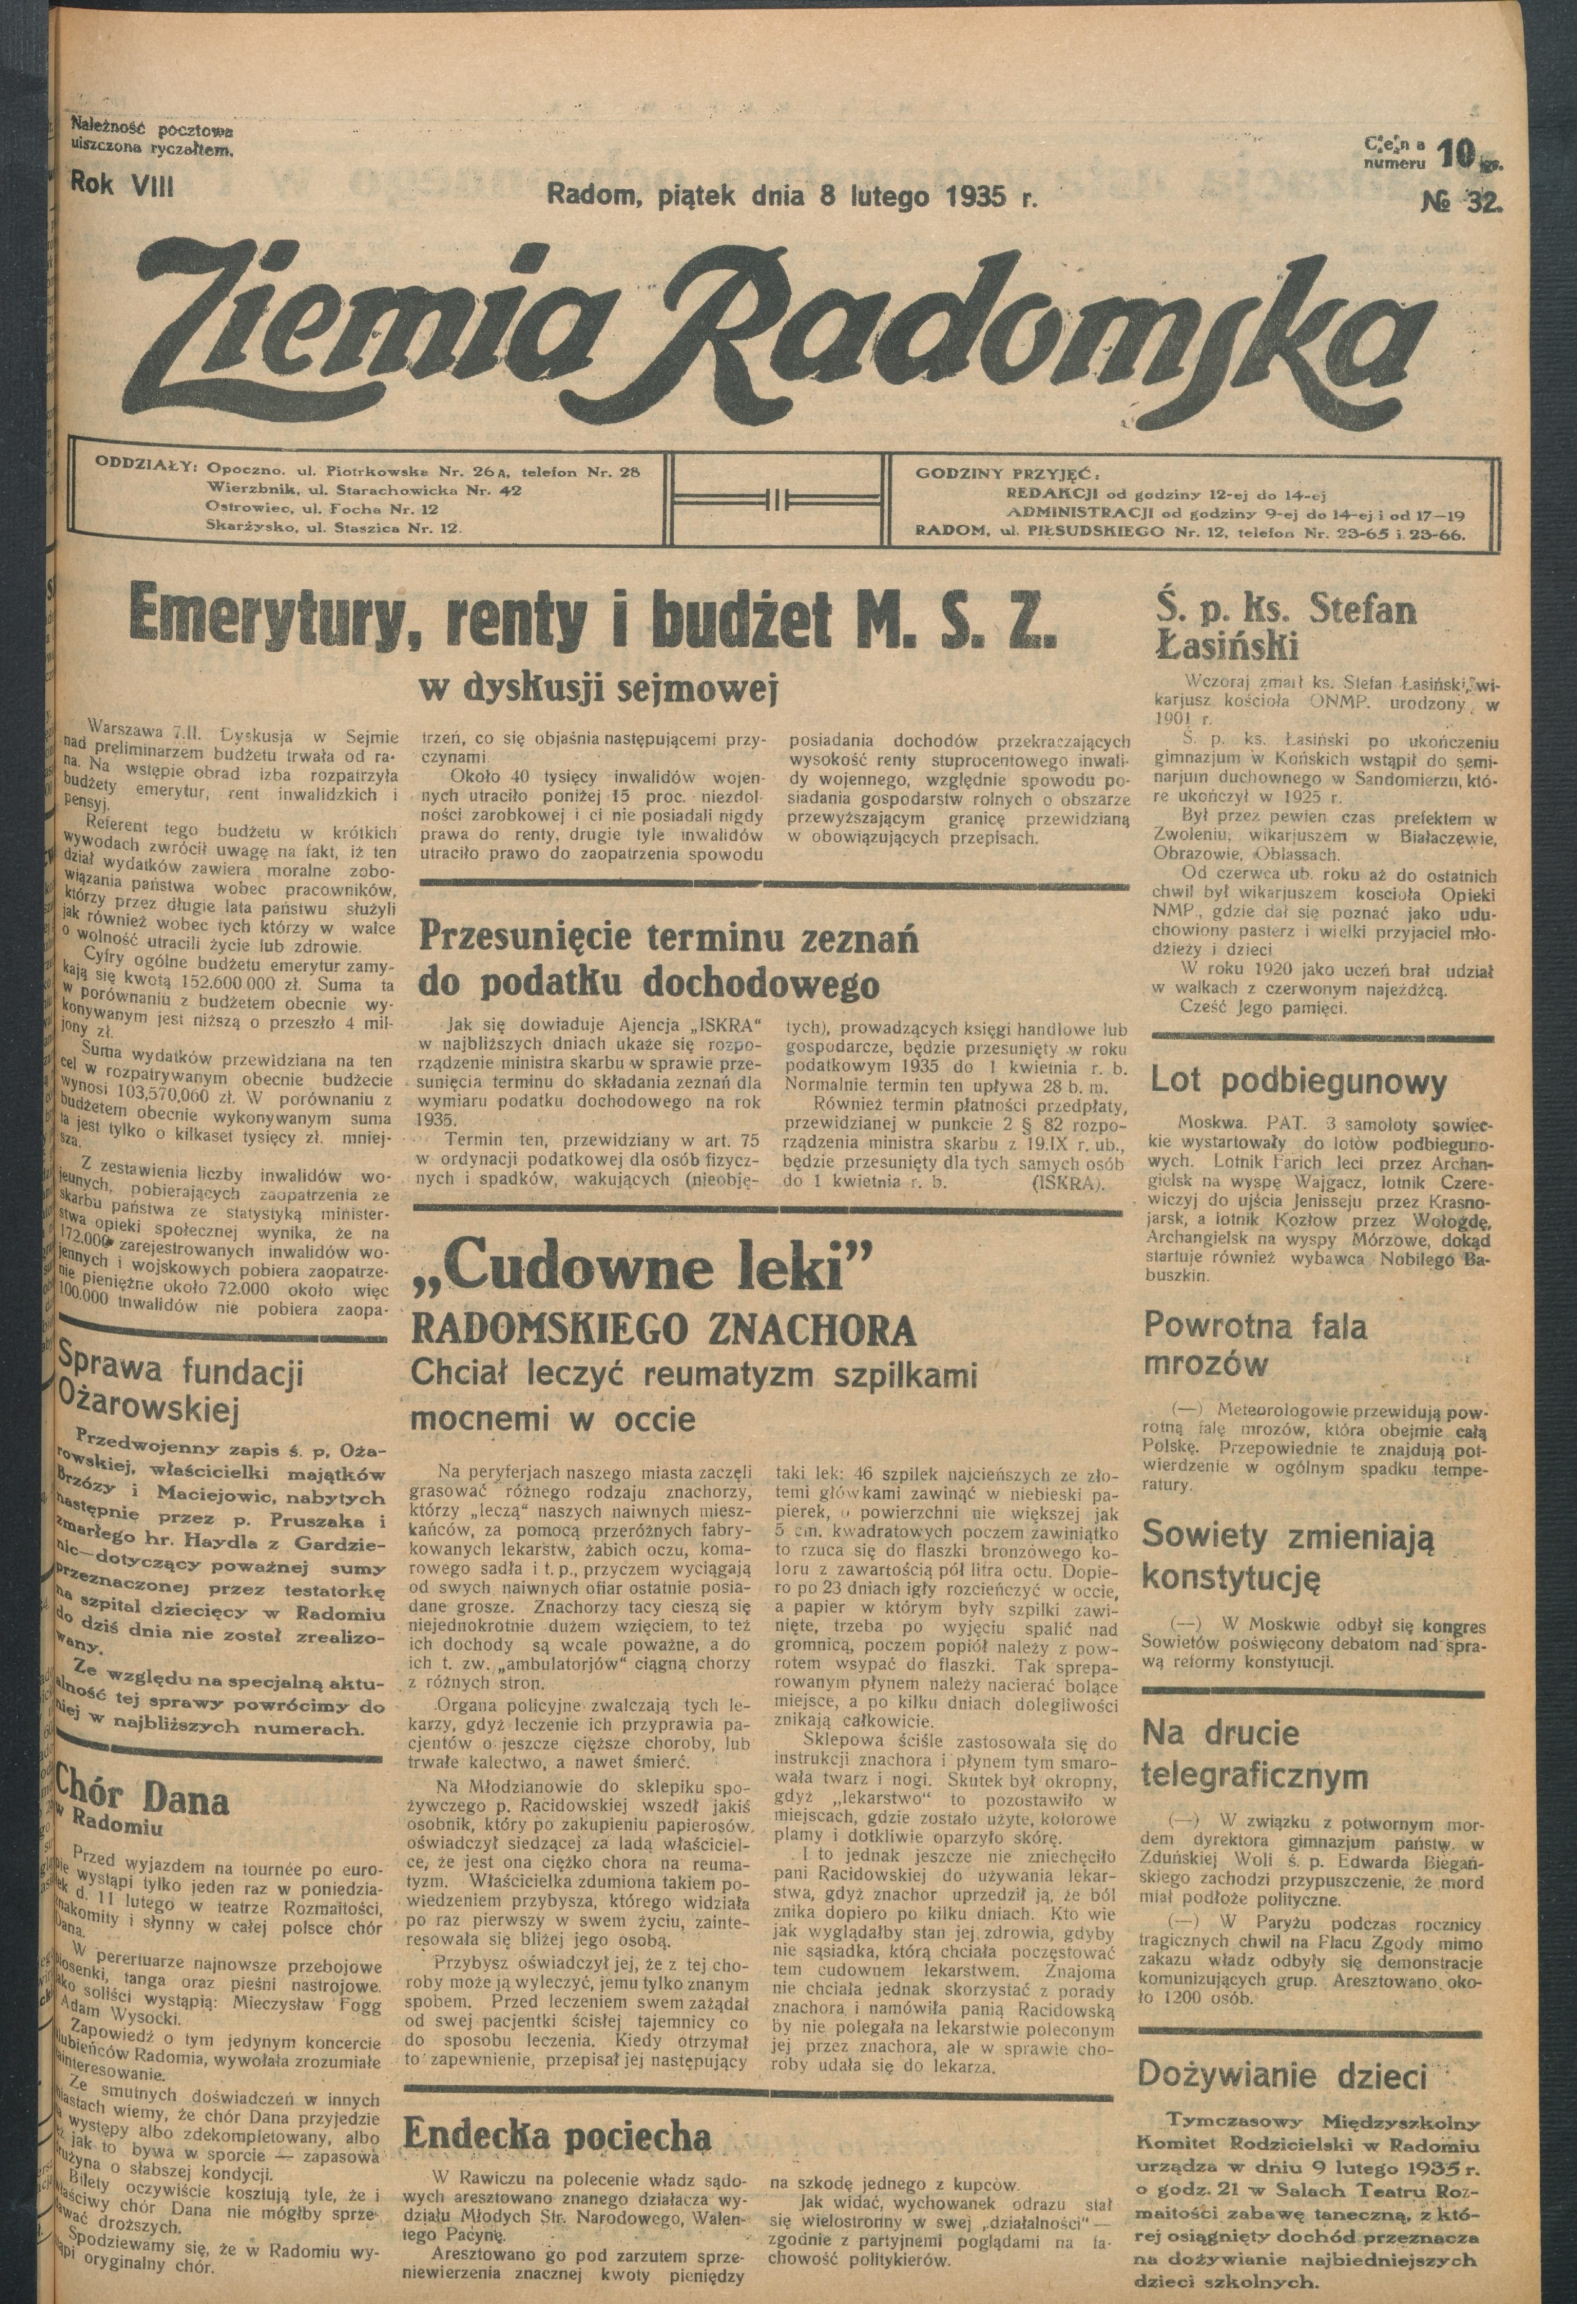 Należność pocztowa
uiszczona ryczałtem.
Rok VIII
Radom, piątek dnia 8 lutego 1935 r.
Cena
numeru 10 gr.
№ 32.
Ziemia Radomska
ODDZIAŁY: Opoczno, ul. Piotrkowska Nr. 26A, telefon Nr. 28
Wierzbnik, ul. Starachowicka Nr. 42
Ostrowiec, ul. Focha Nr. 12
Skarżysko, ul. Staszica Nr. 12.
GODZINY PRZYJĘĆ:
REDAKCJI od godziny 12-ej do 14-ej
ADMINISTRACJI od godziny 9-ej do 14-ej i od 17—19
RADOM, ul. PIŁSUDSKIEGO Nr. 12, telefon Nr. 23-65 i 23-66.
Emerytury, renty i budżet M. S. Z.
w dyskusji sejmowej
Warszawa 7.II. Dyskusja w Sejmie
nad preliminarzem budżetu trwała od ra-
na. Na wstępie obrad izba rozpatrzyła
budżety emerytur, rent inwalidzkich i
pensyj.
Referent tego budżetu w krótkich
wywodach zwrócił uwagę na fakt, iż ten
dział wydatków zawiera moralne zobo-
wiązania państwa wobec pracowników,
którzy przez długie lata państwu służyli
jak również wobec tych którzy w walce
o wolność utracili życie lub zdrowie.
Cyfry ogólne budżetu emerytur zamy-
kają się kwotą 152.600 000 zł. Suma ta
w porównaniu z budżetem obecnie wy-
konywanym jest niższą o przeszło 4 mil-
jony zł.
Suma wydatków przewidziana na ten
cel w rozpatrywanym obecnie budżecie
wynosi 103,570,060 zł. W porównaniu z
budżetem obecnie wykonywanym suma
ta jest tylko o kilkaset tysięcy zł. mniej-
sza.
Z zestawienia liczby inwalidów wo-
jeunych, pobierających zaopatrzenia ze
skarbu państwa ze statystyką minister-
stwa opieki społecznej wynika, że na
172.000 zarejestrowanych inwalidów wo-
jennych i wojskowych pobiera zaopatrze-
nie pieniężne około 72.000 około więc
100.000 inwalidów nie pobiera zaopa-
trzeń, co się objaśnia następującemi przy-
czynami
Około 40 tysięcy inwalidów wojen-
nych utraciło poniżej 15 proc. niezdol-
ności zarobkowej i ci nie posiadali nigdy
prawa do renty, drugie tyle inwalidów
utraciło prawo do zaopatrzenia spowodu
posiadania dochodów przekraczających
wysokość renty stuprocentowego inwali-
dy wojennego, względnie spowodu po-
siadania gospodarstw rolnych o obszarze
przewyższającym granicę przewidzianą
w obowiązujących przepisach.
Przesunięcie terminu zeznań
do podatku dochodowego
Jak się dowiaduje Ajencja „ISKRA“
w najbliższych dniach ukaże się rozpo-
rządzenie ministra skarbu w sprawie prze-
sunięcia terminu do składania zeznań dla
wymiaru podatku dochodowego na rok
1935.
Termin ten, przewidziany w art. 75
w ordynacji podatkowej dla osób fizycz-
nych i spadków, wakujących (nieobję-
tych), prowadzących księgi handlowe lub
gospodarcze, będzie przesunięty w roku
podatkowym 1935 do 1 kwietnia r. b.
Normalnie termin ten upływa 28 b. m.
Również termin płatności przedpłaty,
przewidzianej w punkcie 2 § 82 rozpo-
rządzenia ministra skarbu z 19.IX r. ub.,
będzie przesunięty dla tych samych osób
do 1 kwietnia r. b. (ISKRA).
„Cudowne leki”
RADOMSKIEGO ZNACHORA
Chciał leczyć reumatyzm szpilkami
mocnemi w occie
Na peryferjach naszego miasta zaczęli
grasować różnego rodzaju znachorzy,
którzy „leczą“ naszych naiwnych miesz-
kańców, za pomocą przeróżnych fabry-
kowanych lekarstw, żabich oczu, koma-
rowego sadła i t. p., przyczem wyciągają
od swych naiwnych ofiar ostatnie posia-
dane grosze. Znachorzy tacy cieszą się
niejednokrotnie dużem wzięciem, to też
ich dochody są wcale poważne, a do
ich t. zw. „ambulatorjów“ ciągną chorzy
z różnych stron.
Organa policyjne zwalczają tych le-
karzy, gdyż leczenie ich przyprawia pa-
cjentów o jeszcze cięższe choroby, lub
trwałe kalectwo, a nawet śmierć.
Na Młodzianowie do sklepiku spo-
żywczego p. Racidowskiej wszedł jakiś
osobnik, który po zakupieniu papierosów,
oświadczył siedzącej za ladą właściciel-
ce, że jest ona ciężko chora na reuma-
tyzm. Właścicielka zdumiona takiem po-
wiedzeniem przybysza, którego widziała
po raz pierwszy w swem życiu, zainte-
resowała się bliżej jego osobą.
Przybysz oświadczył jej, że z tej cho-
roby może ją wyleczyć, jemu tylko znanym
spobem. Przed leczeniem swem zażądał
od swej pacjentki ścisłej tajemnicy co
do sposobu leczenia. Kiedy otrzymał
to zapewnienie, przepisał jej następujący
taki lek: 46 szpilek najcieńszych ze zło-
temi główkami zawinąć w niebieski pa-
pierek, o powierzchni nie większej jak
5 cm. kwadratowych poczem zawiniątko
to rzuca się do flaszki bronzowego ko-
loru z zawartością pół litra octu. Dopie-
ro po 23 dniach igły rozcieńczyć w occie,
a papier w którym były szpilki zawi-
nięte, trzeba po wyjęciu spalić nad
gromnicą, poczem popiół należy z pow-
rotem wsypać do flaszki. Tak sprepa-
rowanym płynem należy nacierać bolące
miejsce, a po kilku dniach dolegliwości
znikają całkowicie.
Sklepowa ściśle zastosowała się do
instrukcji znachora i płynem tym smaro-
wała twarz i nogi. Skutek był okropny,
gdyż „lekarstwo“ to pozostawiło w
miejscach, gdzie zostało użyte, kolorowe
plamy i dotkliwie oparzyło skórę.
I to jednak jeszcze nie zniechęciło
pani Racidowskiej do używania lekar-
stwa, gdyż znachor uprzedził ją, że ból
znika dopiero po kilku dniach. Kto wie
jak wyglądałby stan jej zdrowia, gdyby
nie sąsiadka, którą chciała poczęstować
tem cudownem lekarstwem. Znajoma
nie chciała jednak skorzystać z porady
znachora i namówiła panią Racidowską
by nie polegała na lekarstwie poleconym
jej przez znachora, ale w sprawie cho-
roby udała się do lekarza.
Endecka pociecha
W Rawiczu na polecenie władz sądo-
wych aresztowano znanego działacza wy-
działu Młodych Str. Narodowego, Walen-
tego Pacynę.
Aresztowano go pod zarzutem sprze-
niewierzenia znacznej kwoty pieniędzy
na szkodę jednego z kupców.
Jak widać, wychowanek odrazu stał
się wielostronny w swej „działalności“ —
zgodnie z partyjnemi poglądami na fa-
chowość politykierów.
Sprawa fundacji
Ożarowskiej
Przedwojenny zapis ś. p. Oża-
rowskiej, właścicielki majątków
Brzózy i Maciejowic, nabytych
następnie przez p. Pruszaka i
zmarłego hr. Haydla z Gardzie-
nic—dotyczący poważnej sumy
przeznaczonej przez testatorkę
na szpital dziecięcy w Radomiu
do dziś dnia nie został zrealizo-
wany.
Ze względu na specjalną aktu-
alność tej sprawy powrócimy do
niej w najbliższych numerach.
Chór Dana
w Radomiu
Przed wyjazdem na tournée po euro-
pie wystąpi tylko jeden raz w poniedzia-
łek d. 11 lutego w teatrze Rozmaitości,
znakomity i słynny w całej polsce chór
Dana.
W perertuarze najnowsze przebojowe
piosenki, tanga oraz pieśni nastrojowe.
Jako soliści wystąpią: Mieczysław Fogg
Adam Wysocki.
Zapowiedź o tym jedynym koncercie
ulubieńców Radomia, wywołała zrozumiałe
zainteresowanie.
Ze smutnych doświadczeń w innych
miastach wiemy, że chór Dana przyjedzie
występy albo zdekompletowany, albo
jak to bywa w sporcie — zapasowa
drużyna o słabszej kondycji.
Bilety oczywiście kosztują tyle, że i
właściwy chór Dana nie mógłby sprze-
wać droższych.
Spodziewamy się, że w Radomiu wy-
stąpi oryginalny chór.
Ś. p. ks. Stefan
Łasiński
Wczoraj zmarł ks. Stefan Łasiński, wi-
karjusz kościoła ONMP. urodzony w
1901 r.
Ś. p. ks. Łasiński po ukończeniu
gimnazjum w Końskich wstąpił do semi-
narjum duchownego w Sandomierzu, któ-
re ukończył w 1925 r.
Był przez pewien czas prefektem w
Zwoleniu, wikarjuszem w Białaczewie,
Obrazowie, Oblassach.
Od czerwca ub. roku aż do ostatnich
chwil był wikarjuszem kosciola Opieki
NMP., gdzie dał się poznać jako udu-
chowiony pasterz i wielki przyjaciel mło-
dzieży i dzieci
W roku 1920 jako uczeń brał udział
w walkach z czerwonym najeźdźcą.
Cześć Jego pamięci.
Lot podbiegunowy
Moskwa. PAT. 3 samoloty sowiec-
kie wystartowały do lotów podbieguno-
wych. Lotnik Farich leci przez Archan-
gielsk na wyspę Wajgacz, lotnik Czere-
wiczyj do ujścia Jenisseju przez Krasno-
jarsk, a lotnik Kozłow przez Wołogdę,
Archangielsk na wyspy Mórzowe, dokąd
startuje również wybawca Nobilego Ba-
buszkin.
Powrotna fala
mrozów
(—) Meteorologowie przewidują pow-
rotną falę mrozów, która obejmie całą
Polskę. Przepowiednie te znajdują pot-
wierdzenie w ogólnym spadku tempe-
ratury.
Sowiety zmieniają
konstytucję
(—) W Moskwie odbył się kongres
Sowietów poświęcony debatom nad spra-
wą reformy konstytucji.
Na drucie
telegraficznym
(—) W związku z potwornym mor-
dem dyrektora gimnazjum państw. w
Zduńskiej Woli ś. p. Edwarda Biegań-
skiego zachodzi przypuszczenie, że mord
miał podłoże polityczne.
(—) W Paryżu podczas rocznicy
tragicznych chwil na Placu Zgody mimo
zakazu władz odbyły się demonstracje
komunizujących grup. Aresztowano oko-
ło 1200 osób.
Dożywianie dzieci
Tymczasowy Międzyszkolny
Komitet Rodzicielski w Radomiu
urządza w dniu 9 lutego 1935 r.
o godz. 21 w Salach Teatru Roz-
maitości zabawę taneczną, z któ-
rej osiągnięty dochód przeznacza
na dożywianie najbiedniejszych
dzieci szkolnych.